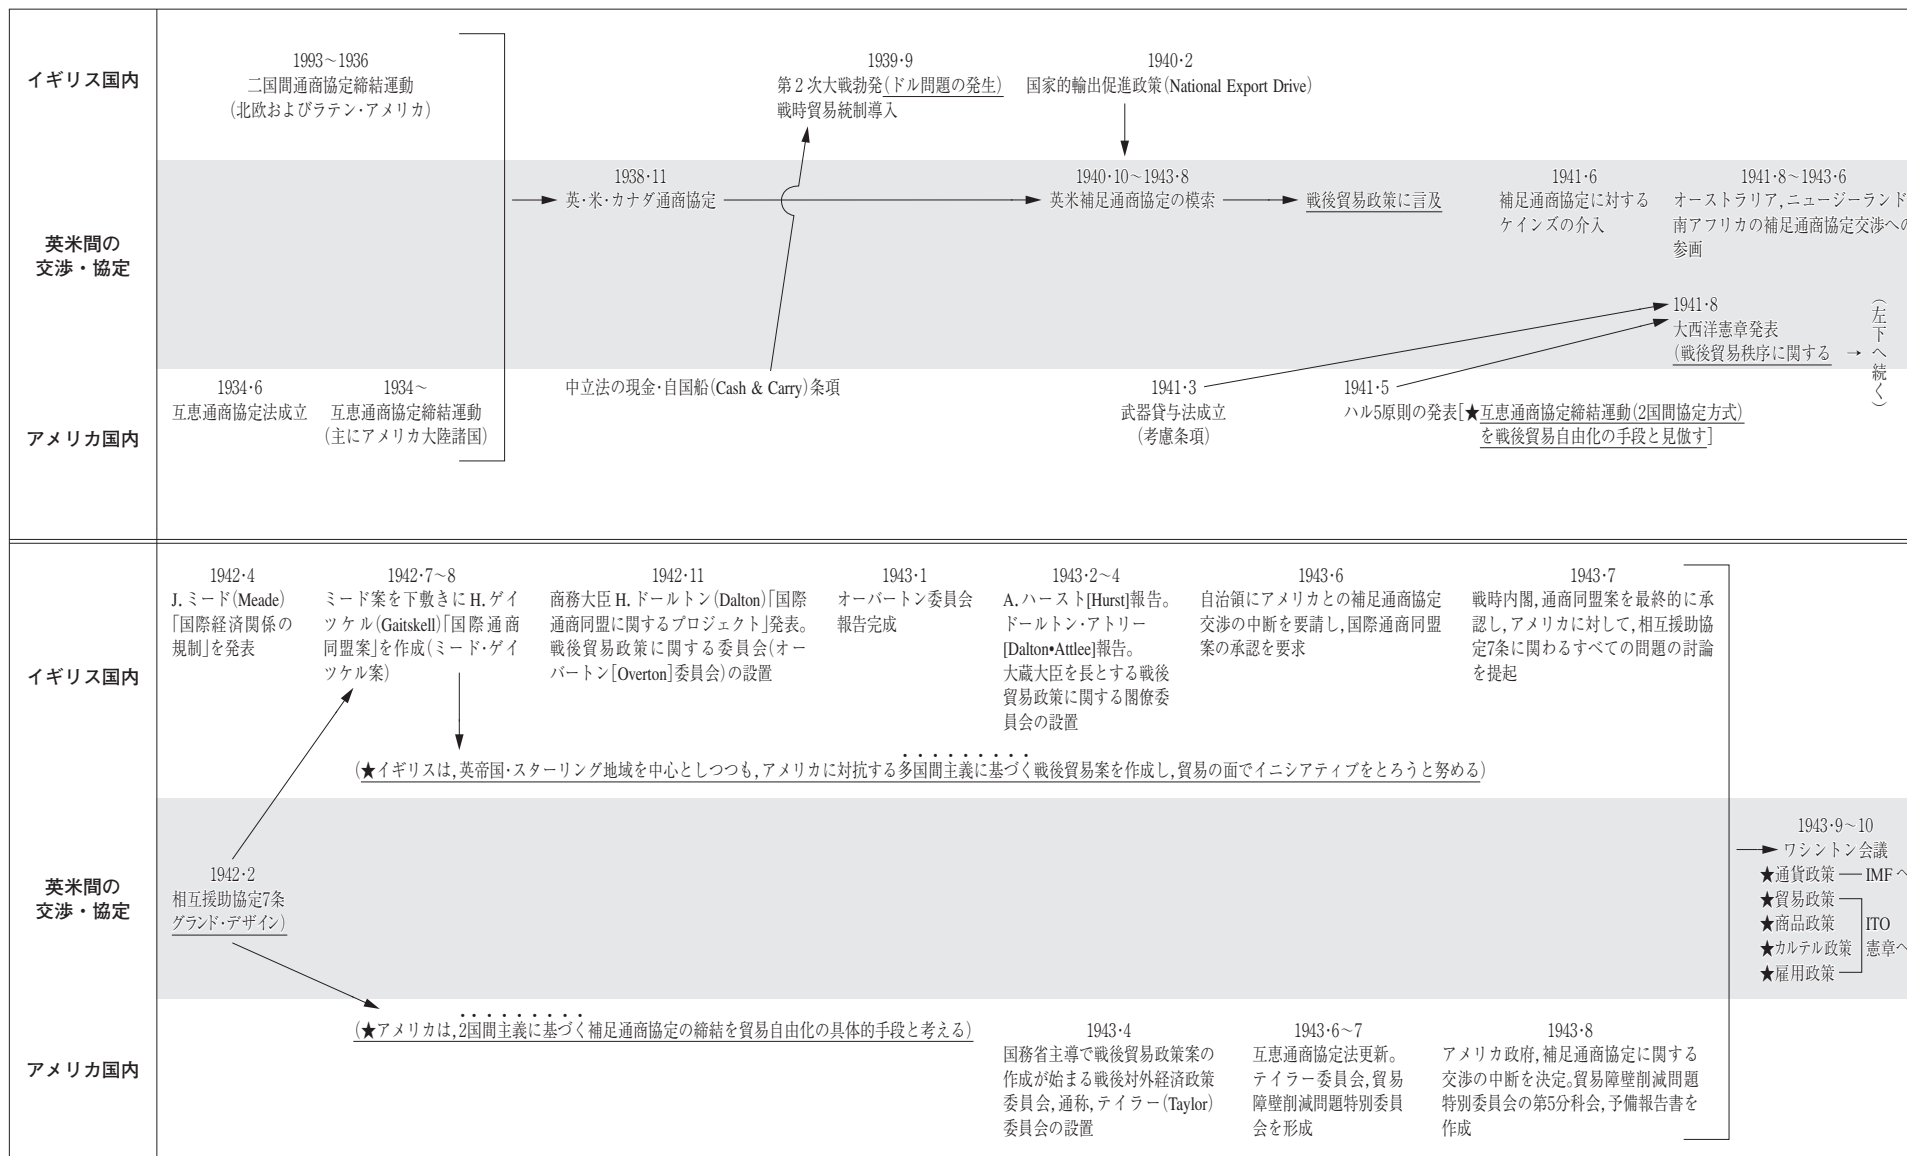 イギリス国内
1993～1936
二国間通商協定締結運動
(北欧およびラテン･アメリカ)
1939･9
第2次大戦勃発(ドル問題の発生)
戦時貿易統制導入
1940･2
国家的輸出促進政策(National Export Drive)
英米間の
交渉・協定
1938･11
英･米･カナダ通商協定
1940･10～1943･8
英米補足通商協定の模索
戦後貿易政策に言及
1941･6
補足通商協定に対する
ケインズの介入
1941･8～1943･6
オーストラリア,ニュージーランド
南アフリカの補足通商協定交渉への
参画
1941･8
大西洋憲章発表
(戦後貿易秩序に関する →
(左下へ続く)
アメリカ国内
1934･6
互恵通商協定法成立
1934～
互恵通商協定締結運動
(主にアメリカ大陸諸国)
中立法の現金･自国船(Cash & Carry)条項
1941･3
武器貸与法成立
(考慮条項)
1941･5
ハル5原則の発表[★互恵通商協定締結運動(2国間協定方式)
を戦後貿易自由化の手段と見倣す]
イギリス国内
1942･4
J. ミード(Meade)
｢国際経済関係の
規制｣を発表
1942･7～8
ミード案を下敷きに H. ゲイ
ツケル(Gaitskell)｢国際通商
同盟案｣を作成(ミード･ゲイ
ツケル案)
1942･11
商務大臣 H. ドールトン(Dalton)｢国際
通商同盟に関するプロジェクト｣発表。
戦後貿易政策に関する委員会(オー
バートン[Overton]委員会)の設置
1943･1
オーバートン委員会
報告完成
1943･2～4
A. ハースト[Hurst]報告。
ドールトン･アトリー
[Dalton•Attlee]報告。
大蔵大臣を長とする戦後
貿易政策に関する閣僚委
員会の設置
1943･6
自治領にアメリカとの補足通商協定
交渉の中断を要請し,国際通商同盟
案の承認を要求
1943･7
戦時内閣,通商同盟案を最終的に承
認し,アメリカに対して,相互援助協
定7条に関わるすべての問題の討論
を提起
(★イギリスは,英帝国･スターリング地域を中心としつつも,アメリカに対抗する多国間主義に基づく戦後貿易案を作成し,貿易の面でイニシアティブをとろうと努める)
英米間の
交渉・協定
1942･2
相互援助協定7条
グランド･デザイン)
1943･9～10
ワシントン会議
★通貨政策 ― IMF へ
★貿易政策
★商品政策
★カルテル政策
★雇用政策
ITO
憲章へ
アメリカ国内
(★アメリカは,2国間主義に基づく補足通商協定の締結を貿易自由化の具体的手段と考える)
1943･4
国務省主導で戦後貿易政策案の
作成が始まる戦後対外経済政策
委員会,通称,テイラー(Taylor)
委員会の設置
1943･6～7
互恵通商協定法更新。
テイラー委員会,貿易
障壁削減問題特別委員
会を形成
1943･8
アメリカ政府,補足通商協定に関する
交渉の中断を決定。貿易障壁削減問題
特別委員会の第5分科会,予備報告書を
作成